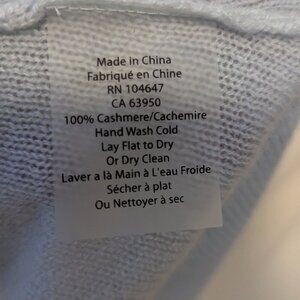 Made in China
Fabriqué en Chine
RN 104647
CA 63950
100% Cashmere/Cachemire
Hand Wash Cold
Lay Flat to Dry
Or Dry Clean
Laver a là Main à L'eau Froide
Sécher à plat
Ou Nettoyer à sec